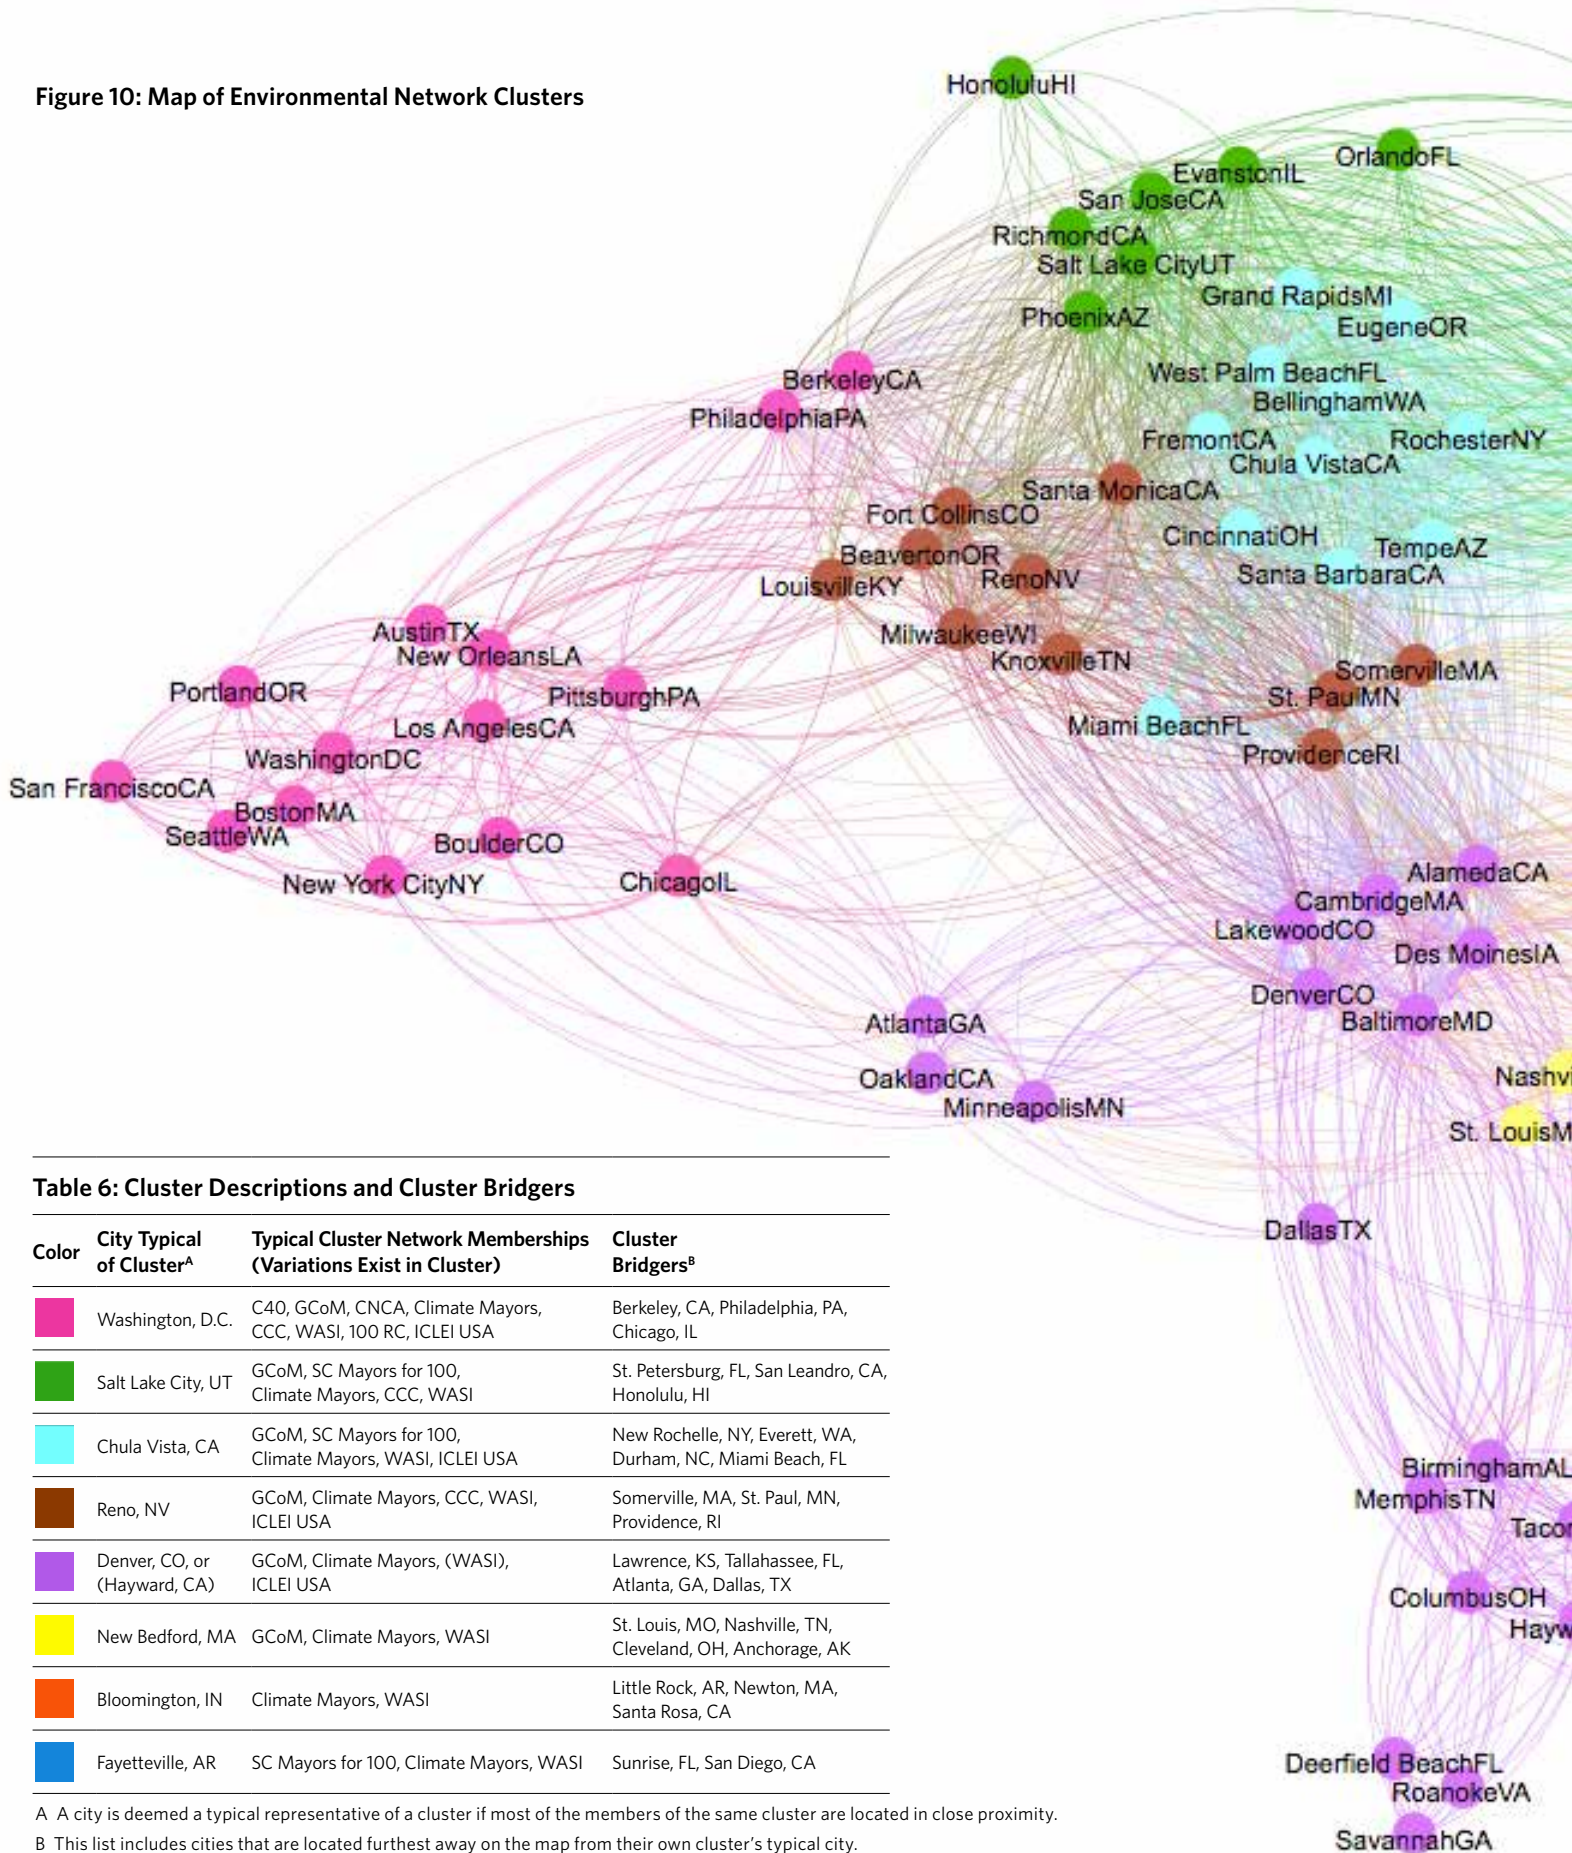 Figure 10: Map of Environmental Network Clusters
HonoluluHI
OrlandoFL
EvanstonIL
San JoseCA
RichmondCA
Salt Lake CityUT
Grand RapidsMI
PhoenixAZ
EugeneOR
West Palm BeachFL
BerkeleyCA
BellinghamWA
PhiladelphiaPA
FremontCA
RochesterNY
Chula VistaCA
Santa MonicaCA
Fort CollinsCO
CincinnatiOH
TempeAZ
BeavertonOR
Santa BarbaraCA
RenoNV
LouisvilleKY
AustinTX
MilwaukeeWI
New OrleansLA
KnoxvilleTN
SomervilleMA
PortlandOR
PittsburghPA
St. PaulMN
Los AngelesCA
Miami BeachFL
WashingtonDC
ProvidenceRI
San FranciscoCA
BostonMA
SeattleWA
BoulderCO
New York CityNY
ChicagoIL
AlamedaCA
CambridgeMA
LakewoodCO
Des MoinesIA
DenverCO
AtlantaGA
BaltimoreMD
OaklandCA
Nashvi
MinneapolisMN
St. LouisM
DallasTX
BirminghamAL
MemphisTN
Tacor
ColumbusOH
Hayw
Deerfield BeachFL
RoanokeVA
SavannahGA
Table 6: Cluster Descriptions and Cluster Bridgers
Color City Typical Typical Cluster Network Memberships Cluster
of ClusterA (Variations Exist in Cluster) BridgersB
Washington, D.C. C40, GCoM, CNCA, Climate Mayors, Berkeley, CA, Philadelphia, PA,
CCC, WASI, 100 RC, ICLEI USA Chicago, IL
Salt Lake City, UT GCoM, SC Mayors for 100, St. Petersburg, FL, San Leandro, CA,
Climate Mayors, CCC, WASI Honolulu, HI
Chula Vista, CA GCoM, SC Mayors for 100, New Rochelle, NY, Everett, WA,
Climate Mayors, WASI, ICLEI USA Durham, NC, Miami Beach, FL
Reno, NV GCoM, Climate Mayors, CCC, WASI, Somerville, MA, St. Paul, MN,
ICLEI USA Providence, RI
Denver, CO, or GCoM, Climate Mayors, (WASI), Lawrence, KS, Tallahassee, FL,
(Hayward, CA) ICLEI USA Atlanta, GA, Dallas, TX
New Bedford, MA GCoM, Climate Mayors, WASI St. Louis, MO, Nashville, TN,
Cleveland, OH, Anchorage, AK
Bloomington, IN Climate Mayors, WASI Little Rock, AR, Newton, MA,
Santa Rosa, CA
Fayetteville, AR SC Mayors for 100, Climate Mayors, WASI Sunrise, FL, San Diego, CA
A A city is deemed a typical representative of a cluster if most of the members of the same cluster are located in close proximity.
B This list includes cities that are located furthest away on the map from their own cluster's typical city.